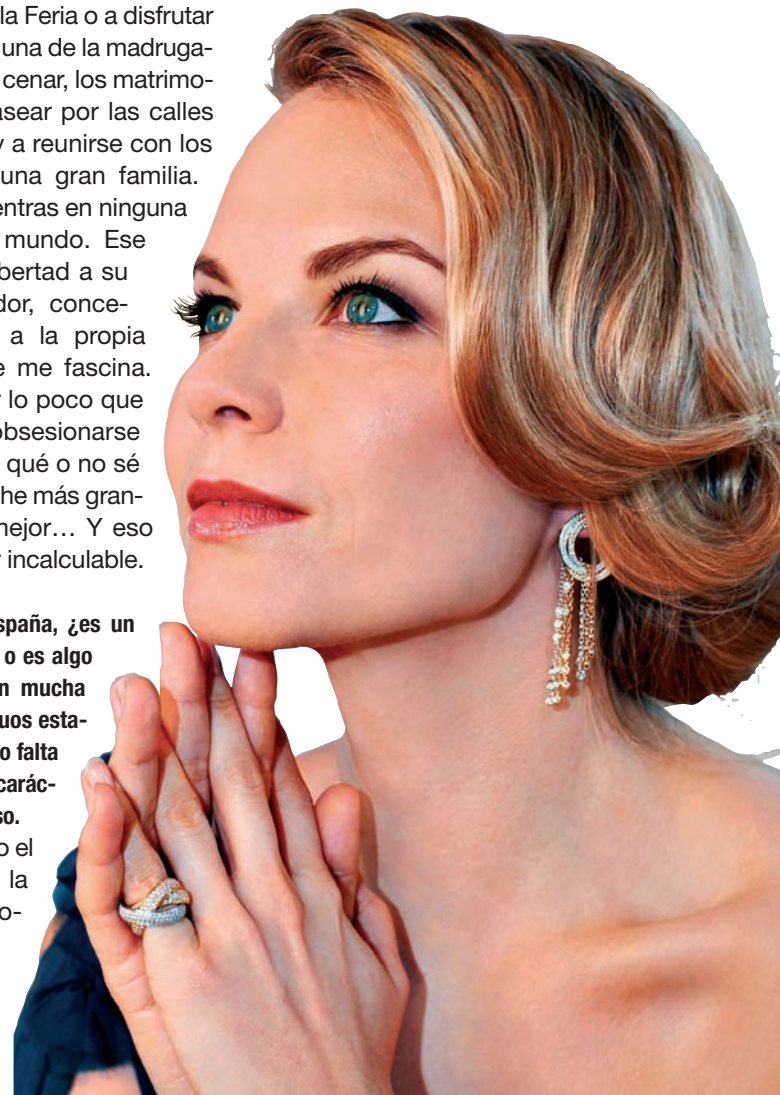 la Feria o a disfrutar
una de la madruga-
cenar, los matrimo-
asear por las calles
y a reunirse con los
una gran familia.
entras en ninguna
mundo. Ese
bertad a su
dor, conce-
a la propia
e me fascina.
r lo poco que
obsesionarse
qué o no sé
he más gran-
mejor... Y eso
r incalculable.
spaña, ¿es un
o es algo
n mucha
uos esta-
o falta
carác-
so.
o el
la
o-